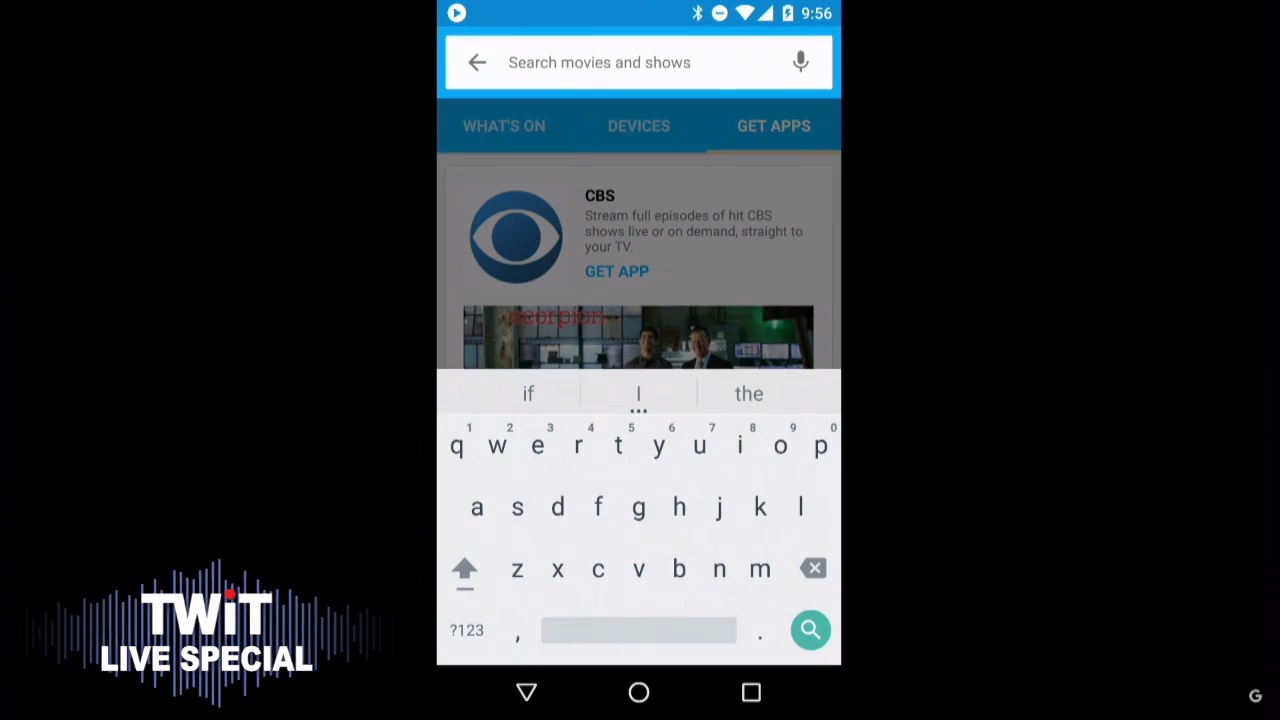 9:56
Search movies and shows
WHAT'S ON DEVICES GET APPS
CBS
Stream full episodes of hit CBS
shows live or on demand, straight to
your TV.
GET APP
scorpion
if I the
1 2 3 4 5 6 7 8 9 0
q w e r t y u i o p
a s d f g h j k l
z x c v b n m
?123 , .
TWiT
LIVE SPECIAL
G